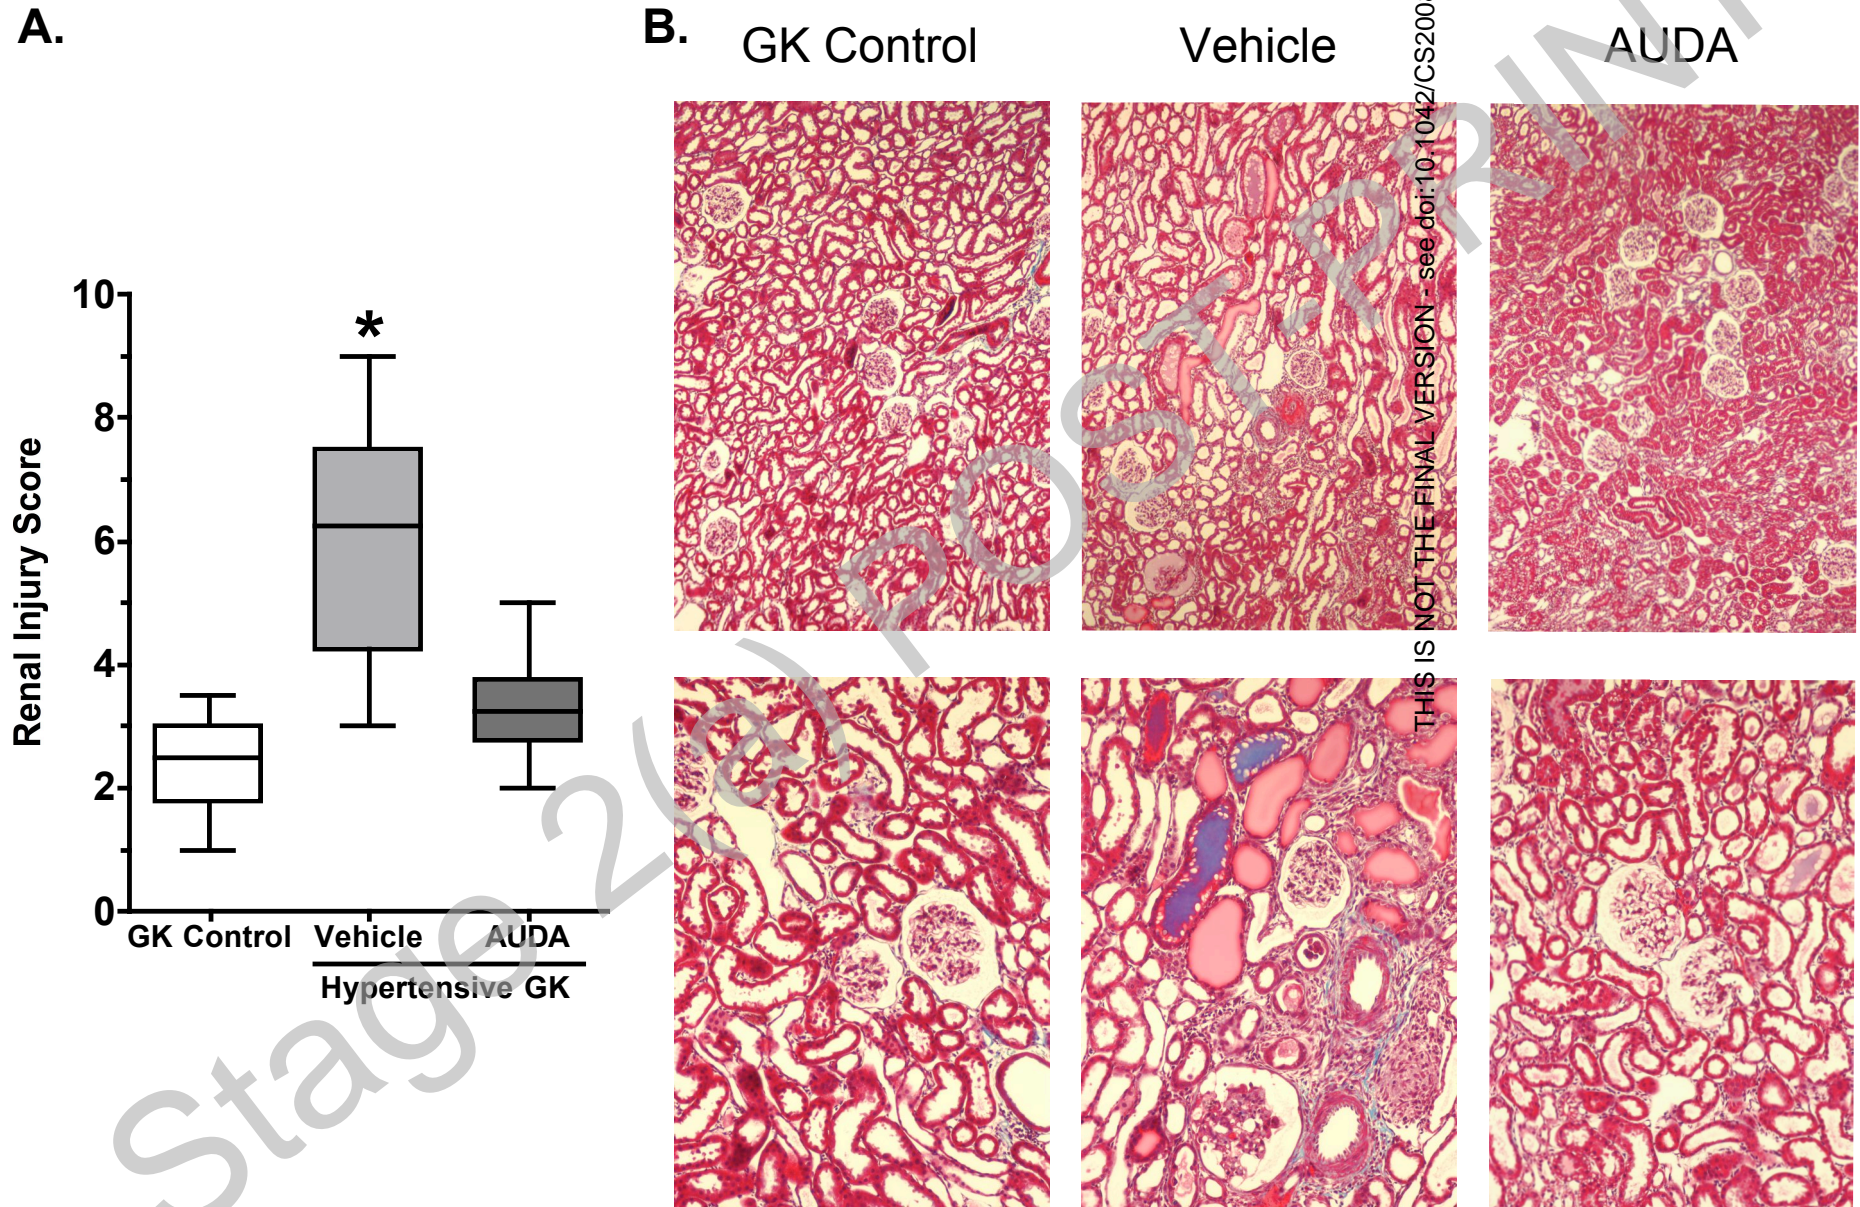 A.
B.
GK Control
Vehicle
AUDA
10
8
6
4
2
0
Renal Injury Score
*
GK Control
Vehicle
AUDA
Hypertensive GK
THIS IS NOT THE FINAL VERSION - see doi:10.1042/CS200
Stage 2(a) POST-PRINT